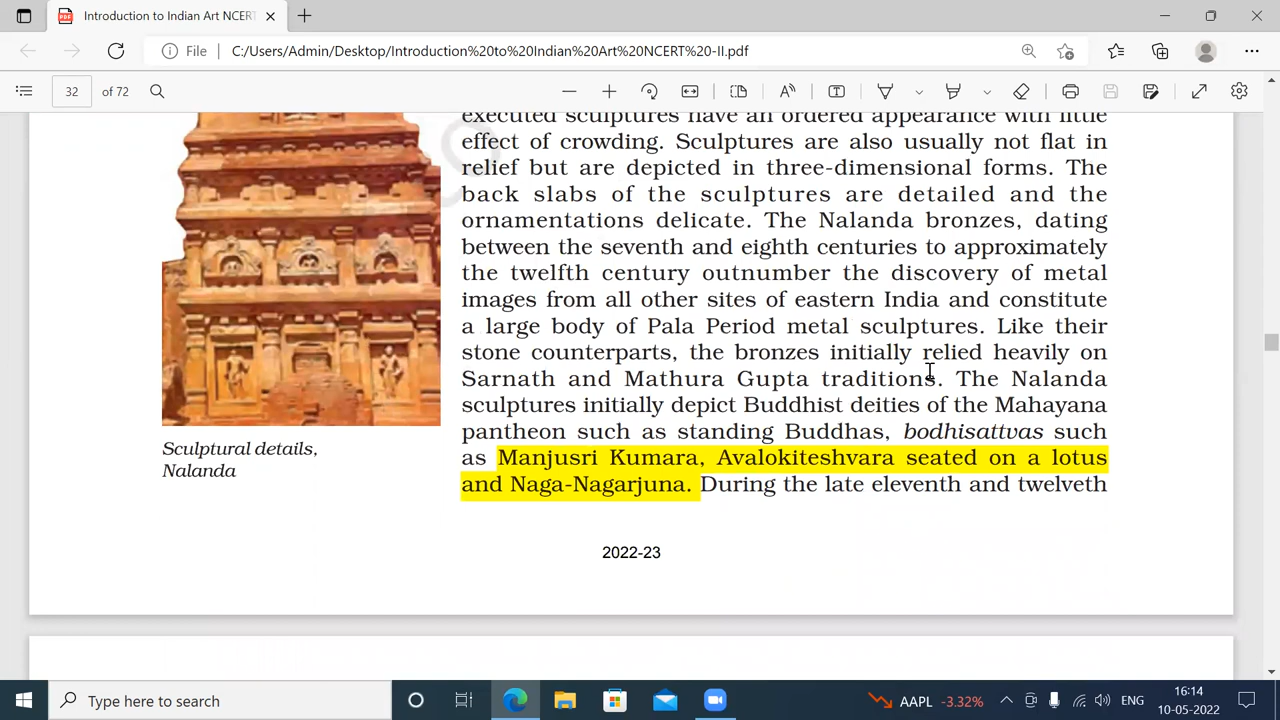 Introduction to Indian Art NCERT
File
C:/Users/Admin/Desktop/Introduction%20to%20Indian%20Art%20NCERT%20-II.pdf
32
of 72
executed sculptures have an ordered appearance with little
effect of crowding. Sculptures are also usually not flat in
relief but are depicted in three-dimensional forms. The
back slabs of the sculptures are detailed and the
ornamentations delicate. The Nalanda bronzes, dating
between the seventh and eighth centuries to approximately
the twelfth century outnumber the discovery of metal
images from all other sites of eastern India and constitute
a large body of Pala Period metal sculptures. Like their
stone counterparts, the bronzes initially relied heavily on
Sarnath and Mathura Gupta traditions. The Nalanda
sculptures initially depict Buddhist deities of the Mahayana
pantheon such as standing Buddhas, bodhisattvas such
as Manjusri Kumara, Avalokiteshvara seated on a lotus
and Naga-Nagarjuna. During the late eleventh and twelveth
Sculptural details,
Nalanda
2022-23
Type here to search
AAPL -3.32%
ENG
16:14
10-05-2022